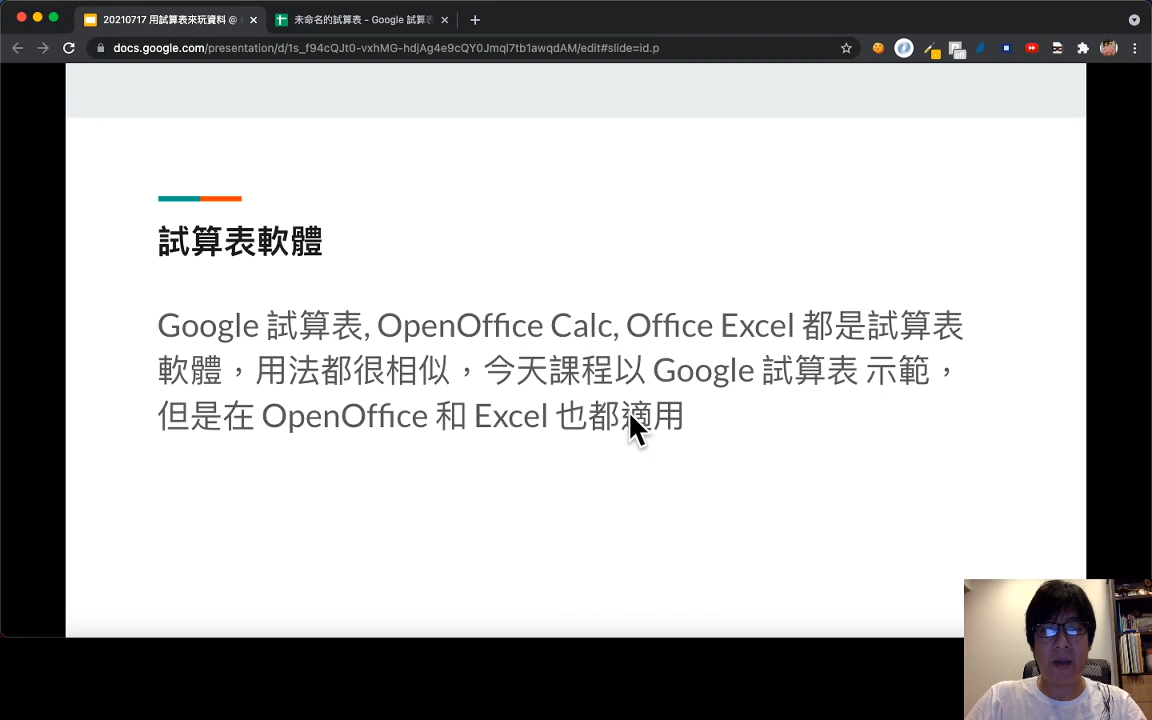 20210717 用試算表來玩資料 @
未命名的試算表 - Google 試算表
docs.google.com/presentation/d/1s_f94cQJt0-vxhMG-hdjAg4e9cQY0Jmql7tb1awqdAM/edit#slide=id.p
off
試算表軟體
Google 試算表, OpenOffice Calc, Office Excel 都是試算表
軟體，用法都很相似，今天課程以 Google 試算表 示範，
但是在 OpenOffice 和 Excel 也都適用